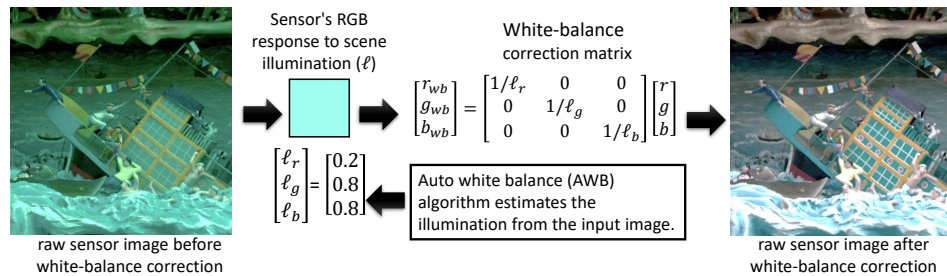 Sensor's RGB
response to scene
illumination (ℓ)
White-balance
correction matrix
[r_wb] = [1/ℓ_r 0 0] [r]
[g_wb] = [0 1/ℓ_g 0] [g]
[b_wb] = [0 0 1/ℓ_b] [b]
[ℓ_r] = [0.2]
[ℓ_g] = [0.8]
[ℓ_b] = [0.8]
Auto white balance (AWB)
algorithm estimates the
illumination from the input image.
raw sensor image before
white-balance correction
raw sensor image after
white-balance correction